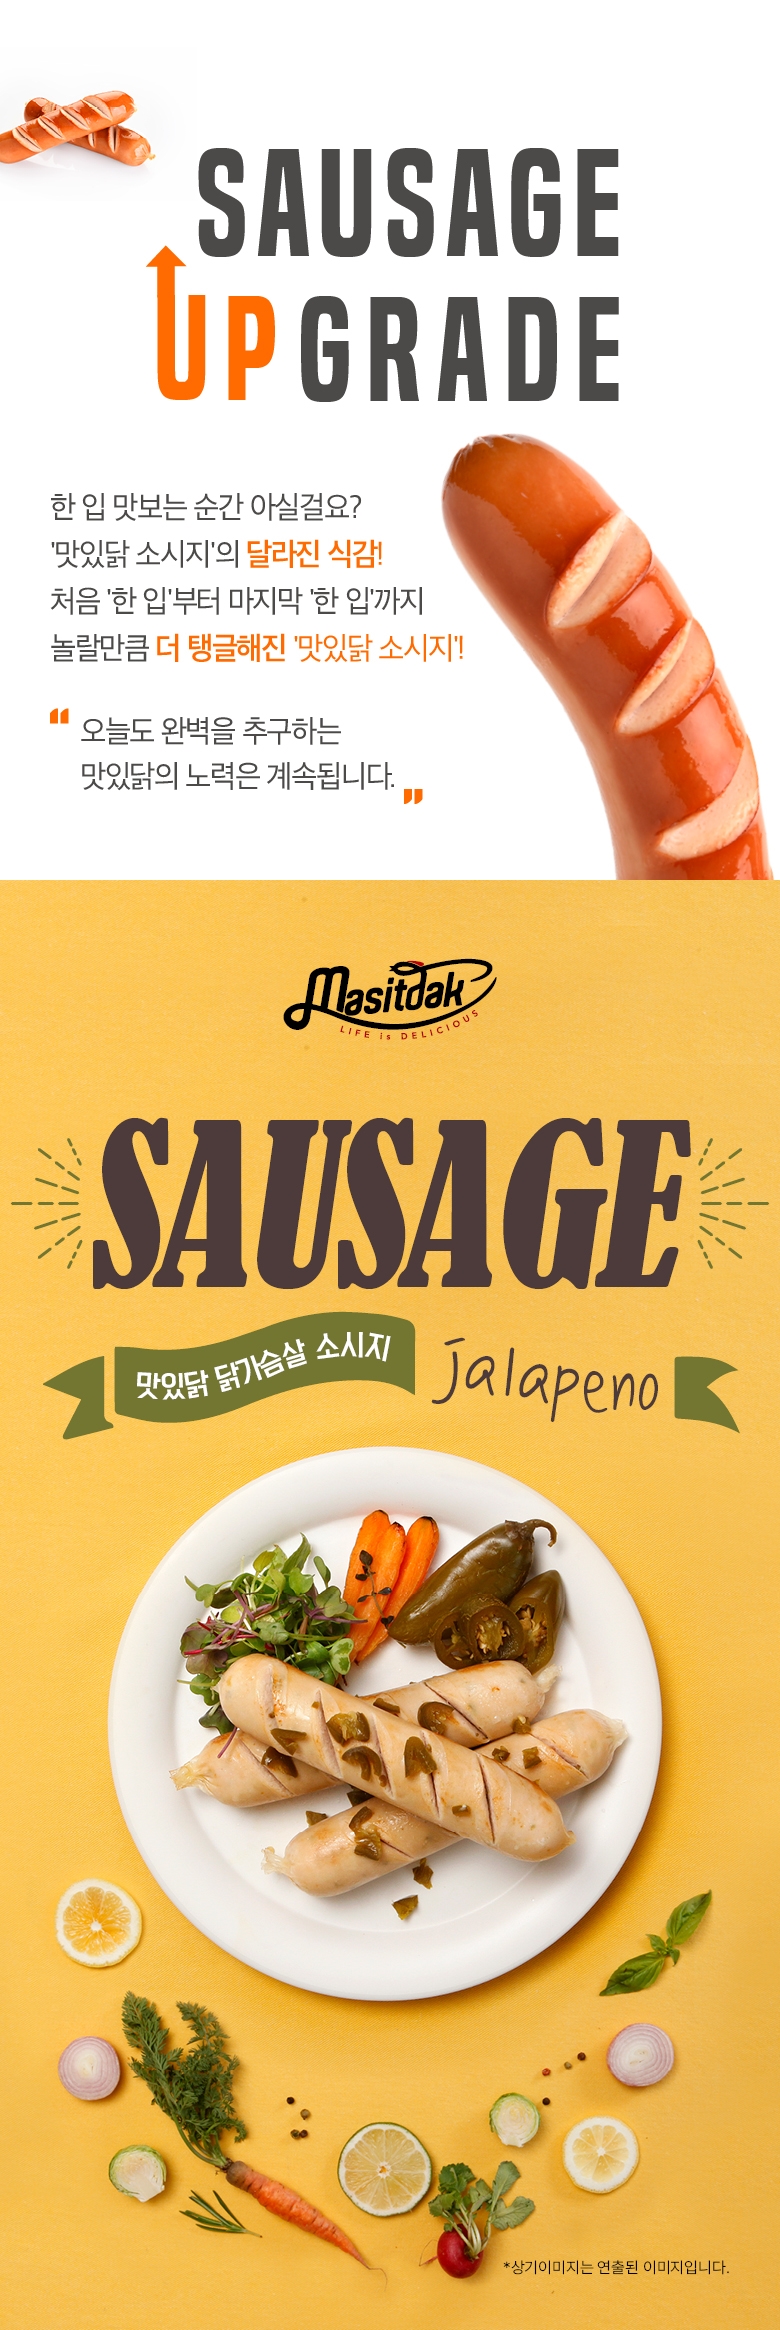 SAUSAGE
UPGRADE
한 입 맛보는 순간 아실걸요?
'맛있닭 소시지'의 달라진 식감!
처음 '한 입'부터 마지막 '한 입'까지
놀랄만큼 더 탱글해진 '맛있닭 소시지'!
" 오늘도 완벽을 추구하는
맛있닭의 노력은 계속됩니다. "
Masitdak
LIFE is DELICIOUS
SAUSAGE
맛있닭 닭가슴살 소시지 jalapeno
*상기이미지는 연출된 이미지입니다.